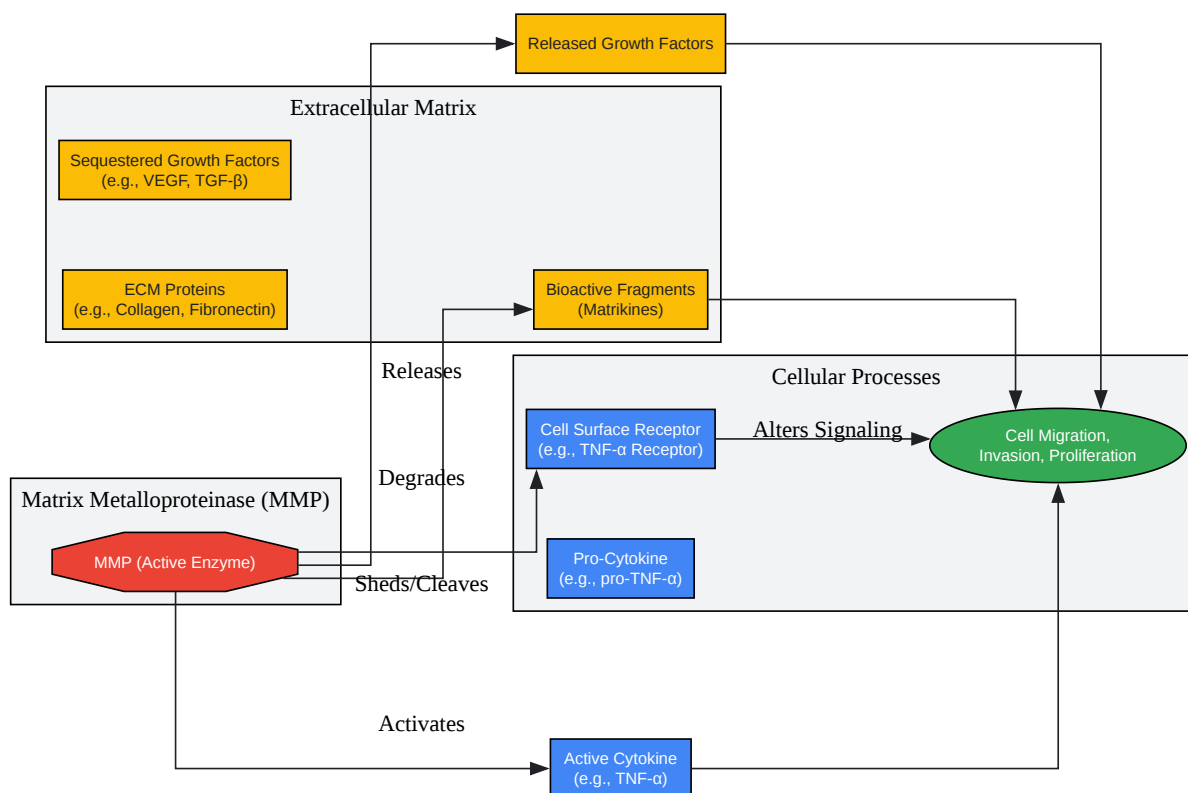 Released Growth Factors
Extracellular Matrix
Sequestered Growth Factors
(e.g., VEGF, TGF-β)
ECM Proteins
(e.g., Collagen, Fibronectin)
Bioactive Fragments
(Matrikines)
Releases
Cellular Processes
Cell Surface Receptor
(e.g., TNF-α Receptor)
Alters Signaling
Cell Migration,
Invasion, Proliferation
Degrades
Matrix Metalloproteinase (MMP)
MMP (Active Enzyme)
Sheds/Cleaves
Pro-Cytokine
(e.g., pro-TNF-α)
Activates
Active Cytokine
(e.g., TNF-α)